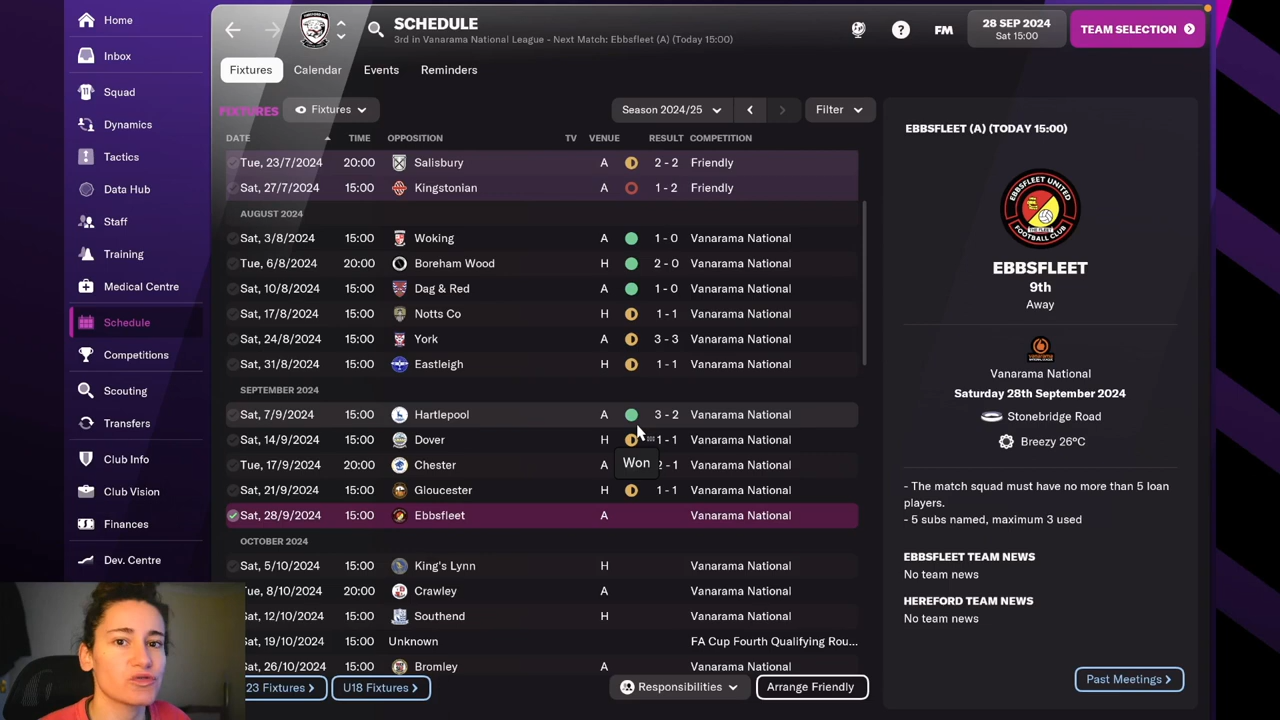 Home
Inbox
Squad
Dynamics
Tactics
Data Hub
Staff
Training
Medical Centre
Schedule
Competitions
Scouting
Transfers
Club Info
Club Vision
Finances
Dev. Centre
SCHEDULE
3rd in Vanarama National League - Next Match: Ebbsfleet (A) (Today 15:00)
? FM
28 SEP 2024
Sat 15:00
TEAM SELECTION
Fixtures Calendar Events Reminders
FIXTURES Fixtures Season 2024/25 Filter
DATE TIME OPPOSITION TV VENUE RESULT COMPETITION
Tue, 23/7/2024 20:00 Salisbury A 2 - 2 Friendly
Sat, 27/7/2024 15:00 Kingstonian A 1 - 2 Friendly
AUGUST 2024
Sat, 3/8/2024 15:00 Woking A 1 - 0 Vanarama National
Tue, 6/8/2024 20:00 Boreham Wood H 2 - 0 Vanarama National
Sat, 10/8/2024 15:00 Dag & Red A 1 - 0 Vanarama National
Sat, 17/8/2024 15:00 Notts Co H 1 - 1 Vanarama National
Sat, 24/8/2024 15:00 York A 3 - 3 Vanarama National
Sat, 31/8/2024 15:00 Eastleigh H 1 - 1 Vanarama National
SEPTEMBER 2024
Sat, 7/9/2024 15:00 Hartlepool A 3 - 2 Vanarama National
Sat, 14/9/2024 15:00 Dover H 1 - 1 Vanarama National
Tue, 17/9/2024 20:00 Chester A - 1 Vanarama National
Won
Sat, 21/9/2024 15:00 Gloucester H 1 - 1 Vanarama National
Sat, 28/9/2024 15:00 Ebbsfleet A Vanarama National
OCTOBER 2024
Sat, 5/10/2024 15:00 King's Lynn H Vanarama National
Tue, 8/10/2024 20:00 Crawley A Vanarama National
Sat, 12/10/2024 15:00 Southend H Vanarama National
Sat, 19/10/2024 15:00 Unknown FA Cup Fourth Qualifying Rou...
Sat, 26/10/2024 15:00 Bromley A Vanarama National
23 Fixtures U18 Fixtures Responsibilities Arrange Friendly
EBBSFLEET (A) (TODAY 15:00)
EBBSFLEET UNITED
THE FLEET
FOOTBALL CLUB
EBBSFLEET
9th
Away
Vanarama National
Saturday 28th September 2024
Stonebridge Road
Breezy 26°C
- The match squad must have no more than 5 loan
players.
- 5 subs named, maximum 3 used
EBBSFLEET TEAM NEWS
No team news
HEREFORD TEAM NEWS
No team news
Past Meetings